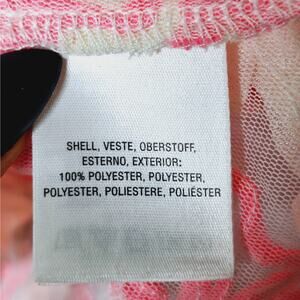 SHELL, VESTE, OBERSTOFF,
ESTERNO, EXTERIOR:
100% POLYESTER, POLYESTER,
POLYESTER, POLIESTERE, POLIÉSTER